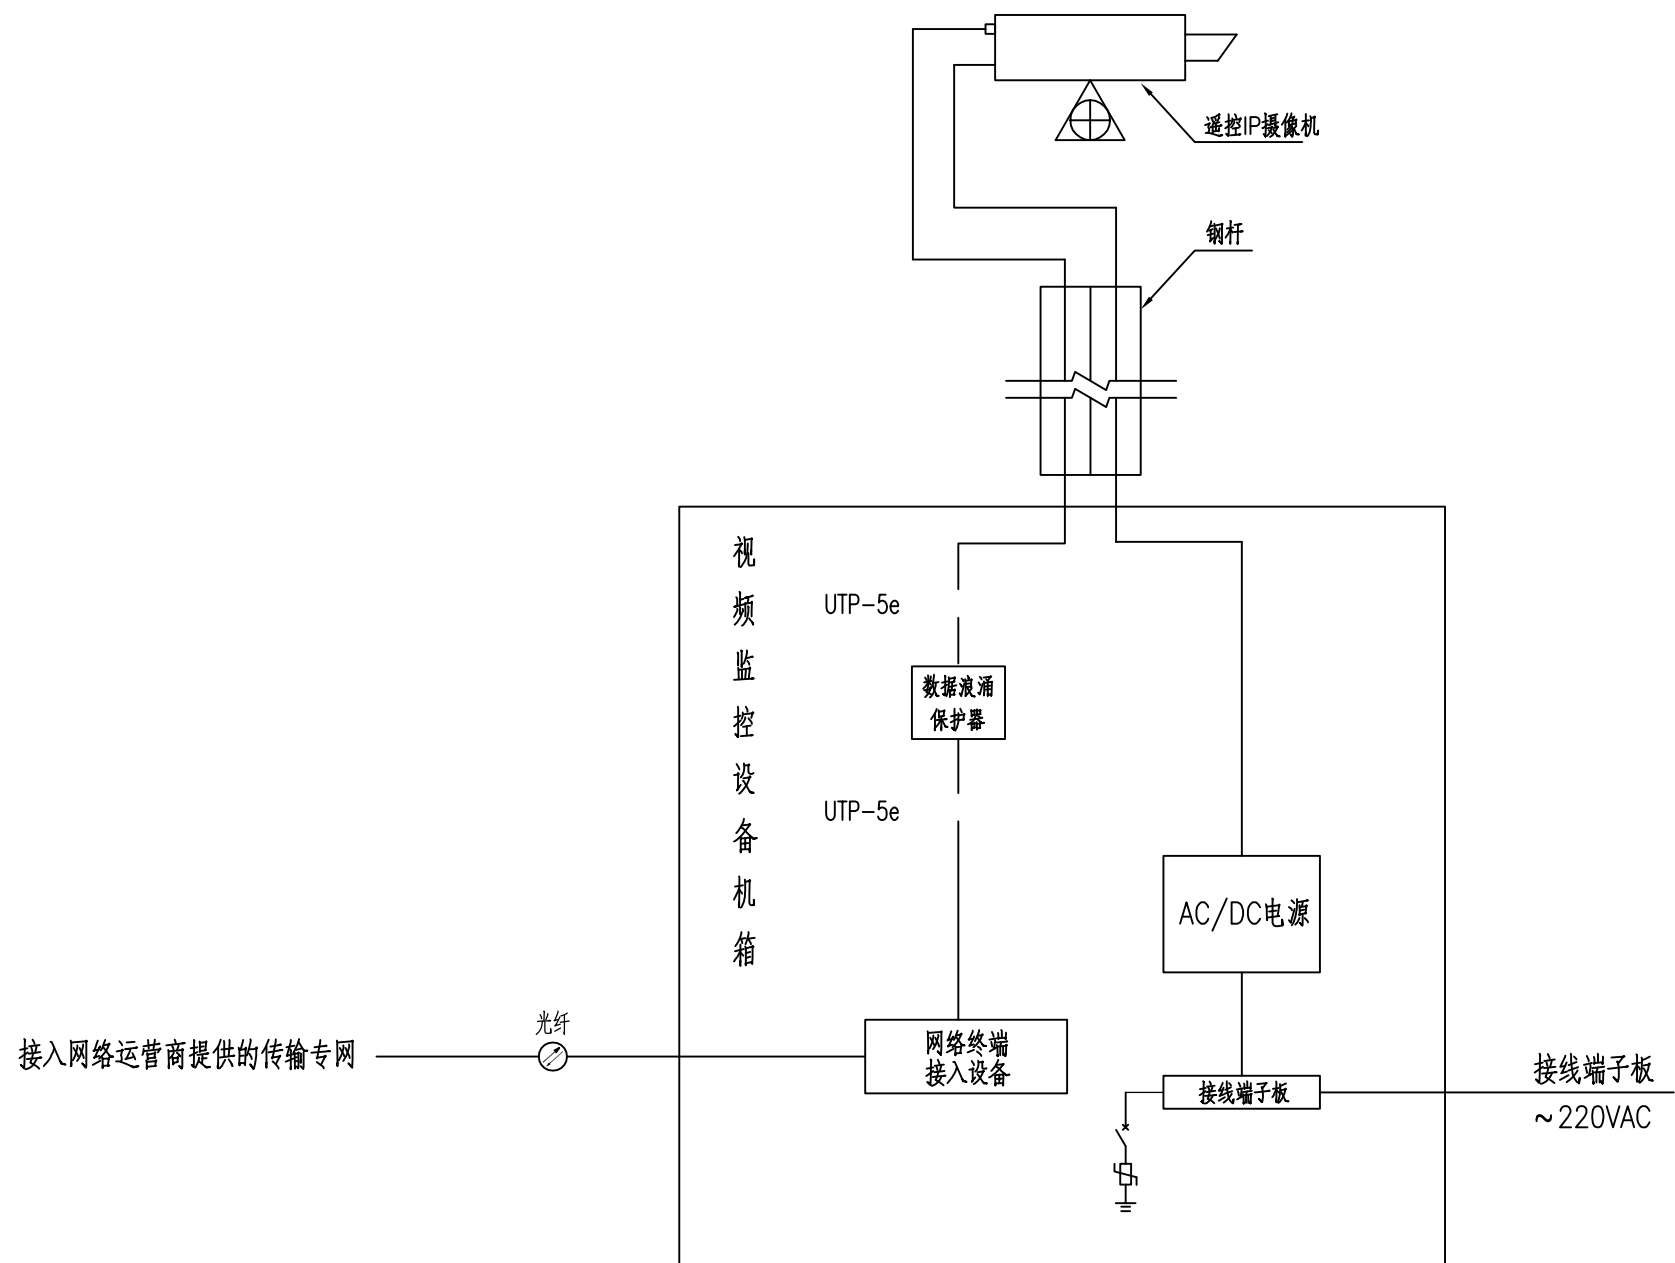 遥控IP摄像机
钢杆
视频监控设备机箱
UTP-5e
数据浪涌
保护器
UTP-5e
AC/DC电源
光纤
接入网络运营商提供的传输专网
网络终端
接入设备
接线端子板
接线端子板
~220VAC